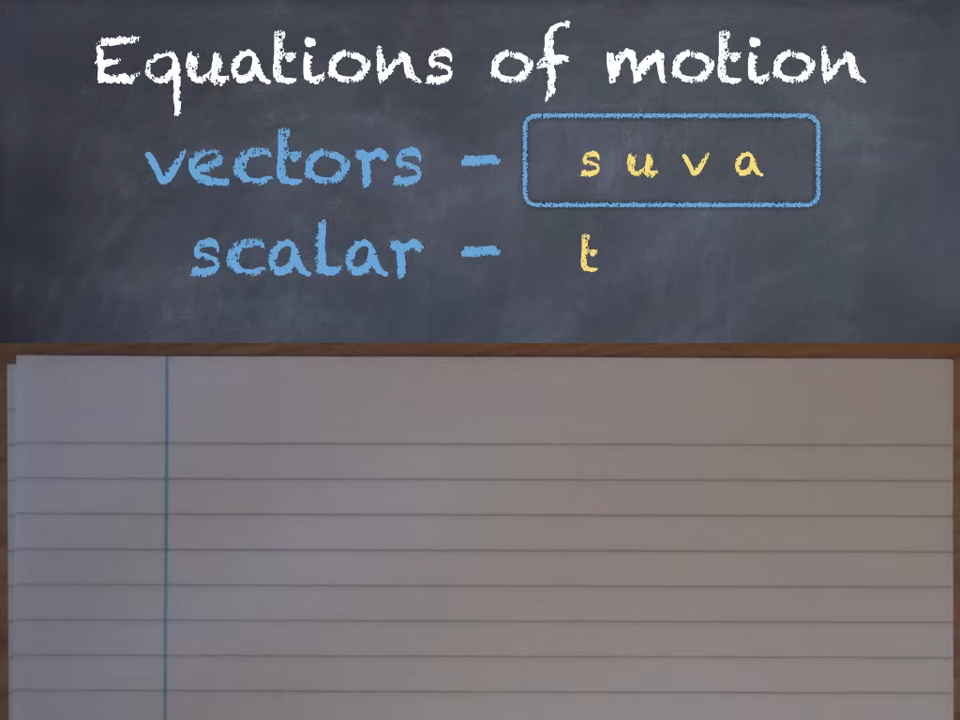 Equations of motion
vectors - s u v a
scalar - t